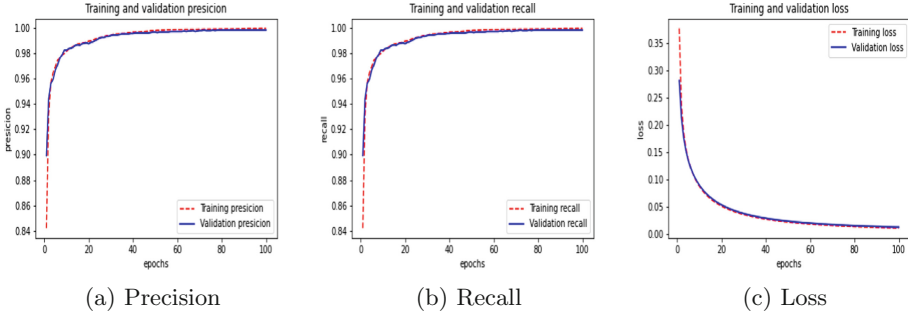 Training and validation presicion
1.00
0.98
0.96
0.94
0.92
0.90
0.88
0.86
0.84
presicion
Training presicion
Validation presicion
0 20 40 60 80 100
epochs
(a) Precision
Training and validation recall
1.00
0.98
0.96
0.94
0.92
0.90
0.88
0.86
0.84
recall
Training recall
Validation recall
0 20 40 60 80 100
epochs
(b) Recall
Training and validation loss
0.35
0.30
0.25
0.20
0.15
0.10
0.05
0.00
loss
Training loss
Validation loss
0 20 40 60 80 100
epochs
(c) Loss